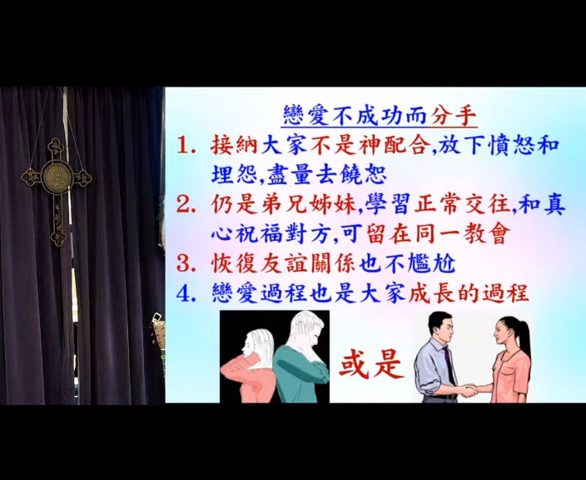 戀愛不成功而分手
1. 接納大家不是神配合,放下憤怒和
埋怨,盡量去饒恕
2. 仍是弟兄姊妹,學習正常交往,和真
心祝福對方,可留在同一教會
3. 恢復友誼關係也不尷尬
4. 戀愛過程也是大家成長的過程
或是